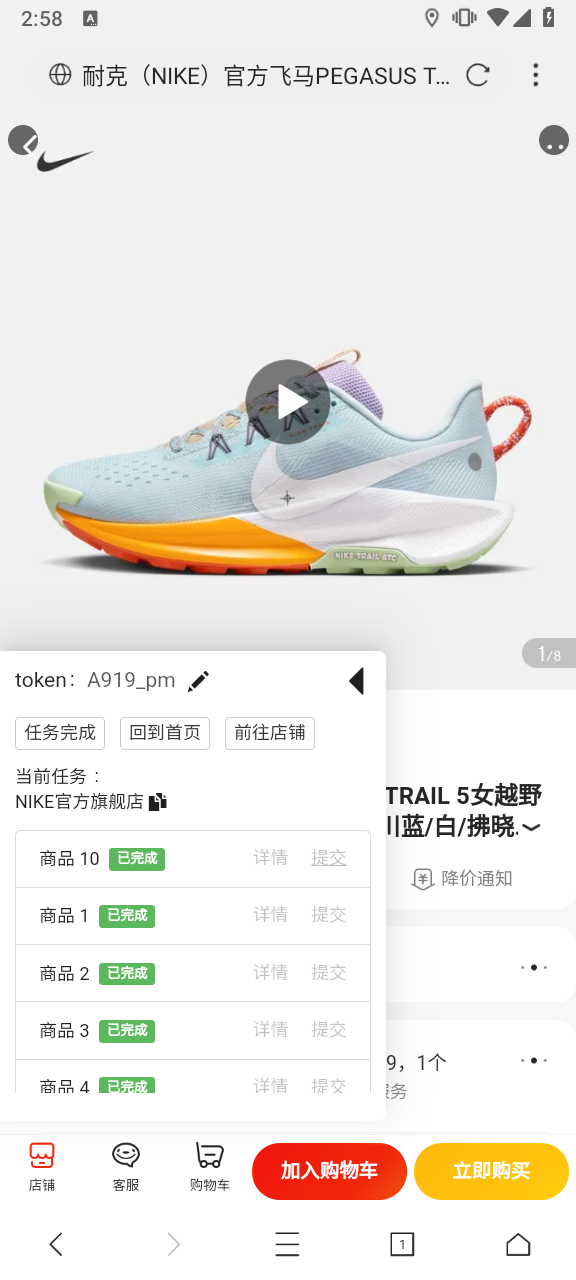 2:58
A
耐克（NIKE）官方飞马PEGASUS T...
NIKE TRAIL ATC
1/8
token： A919_pm
任务完成 回到首页 前往店铺
当前任务 ：
NIKE官方旗舰店
TRAIL 5女越野
川蓝/白/拂晓.
商品 10 已完成 详情 提交
降价通知
商品 1 已完成 详情 提交
商品 2 已完成 详情 提交
商品 3 已完成 详情 提交
9，1个
商品 4 已完成 详情 提交
服务
店铺 客服 购物车 加入购物车 立即购买
1